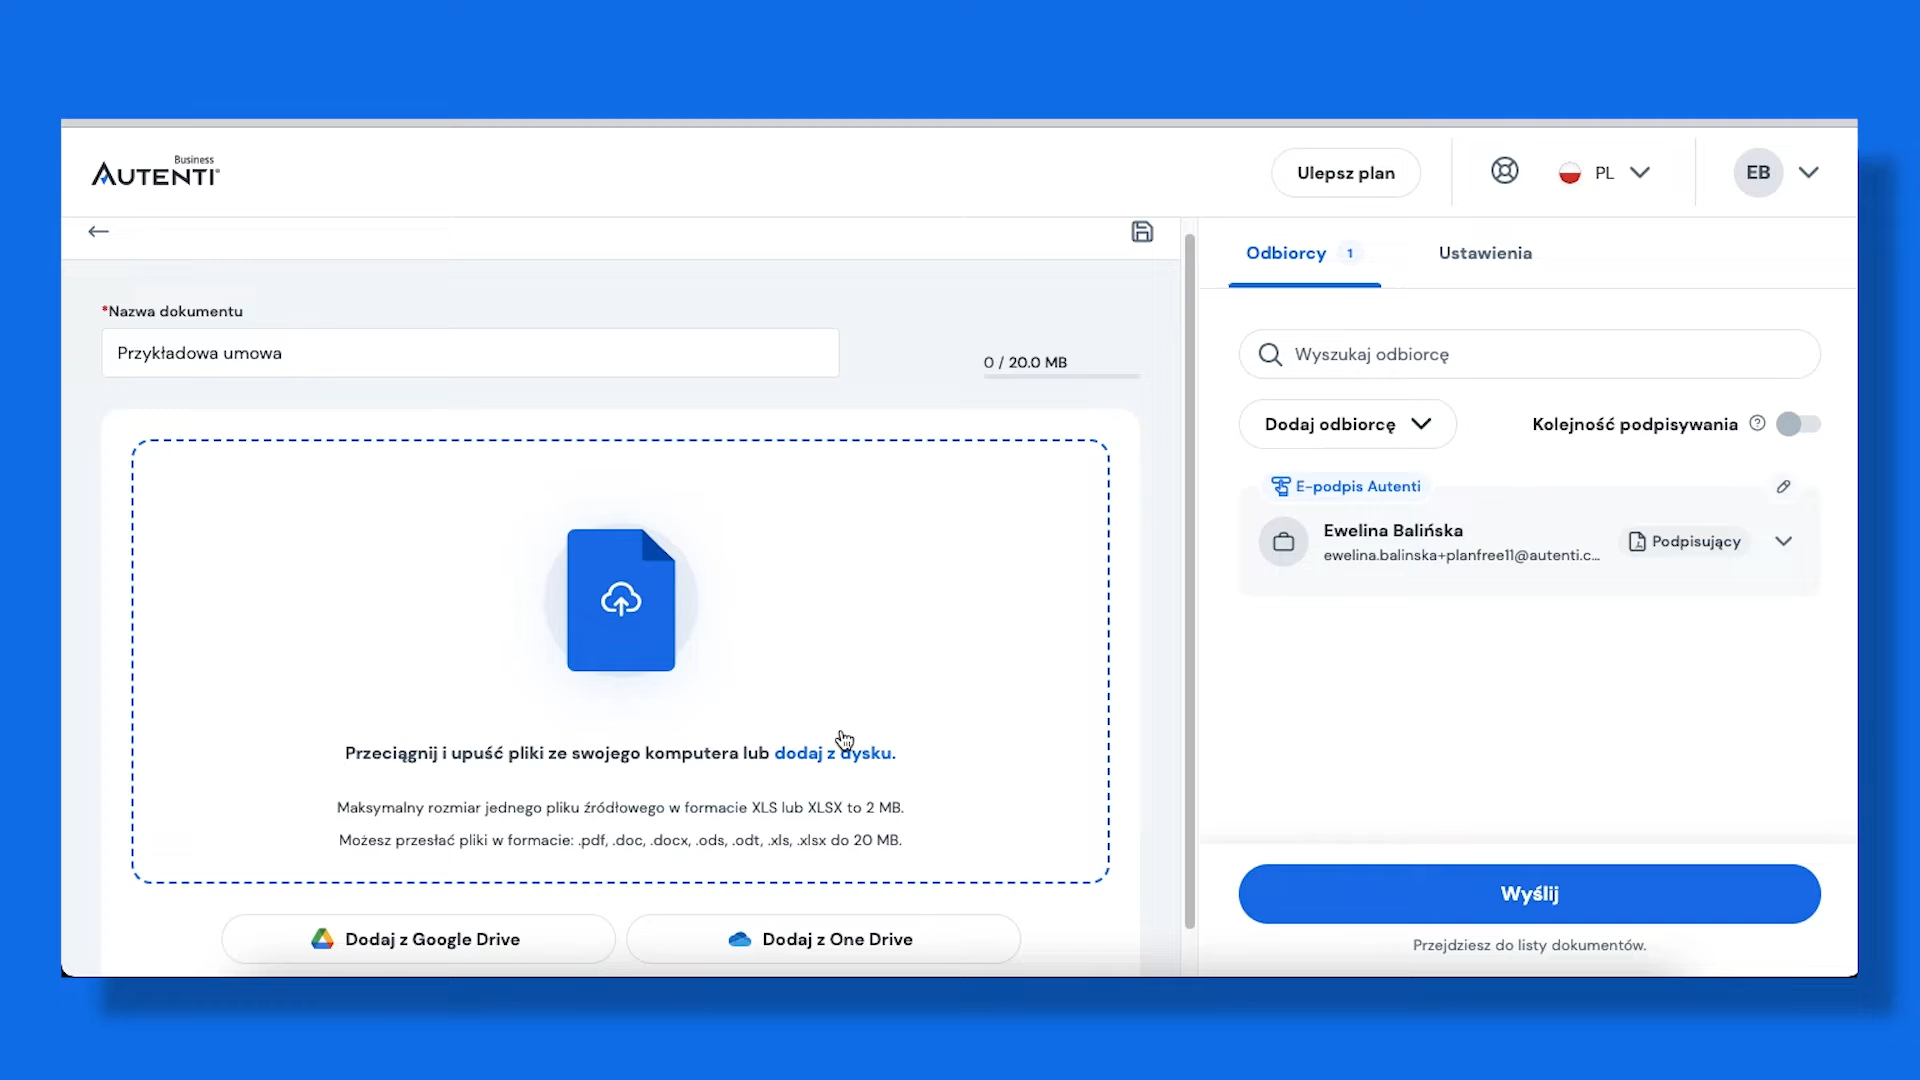 Business
AUTENTI
Ulepsz plan
PL
EB
*Nazwa dokumentu
Przykładowa umowa
0 / 20.0 MB
Przeciągnij i upuść pliki ze swojego komputera lub dodaj z dysku.
Maksymalny rozmiar jednego pliku źródłowego w formacie XLS lub XLSX to 2 MB.
Możesz przesłać pliki w formacie: .pdf, .doc, .docx, .ods, .odt, .xls, .xlsx do 20 MB.
Dodaj z Google Drive
Dodaj z One Drive
Odbiorcy 1
Ustawienia
Wyszukaj odbiorcę
Dodaj odbiorcę
Kolejność podpisywania
E-podpis Autenti
Ewelina Balińska
ewelina.balinska+planfree11@autenti.c...
Podpisujący
Wyślij
Przejdziesz do listy dokumentów.